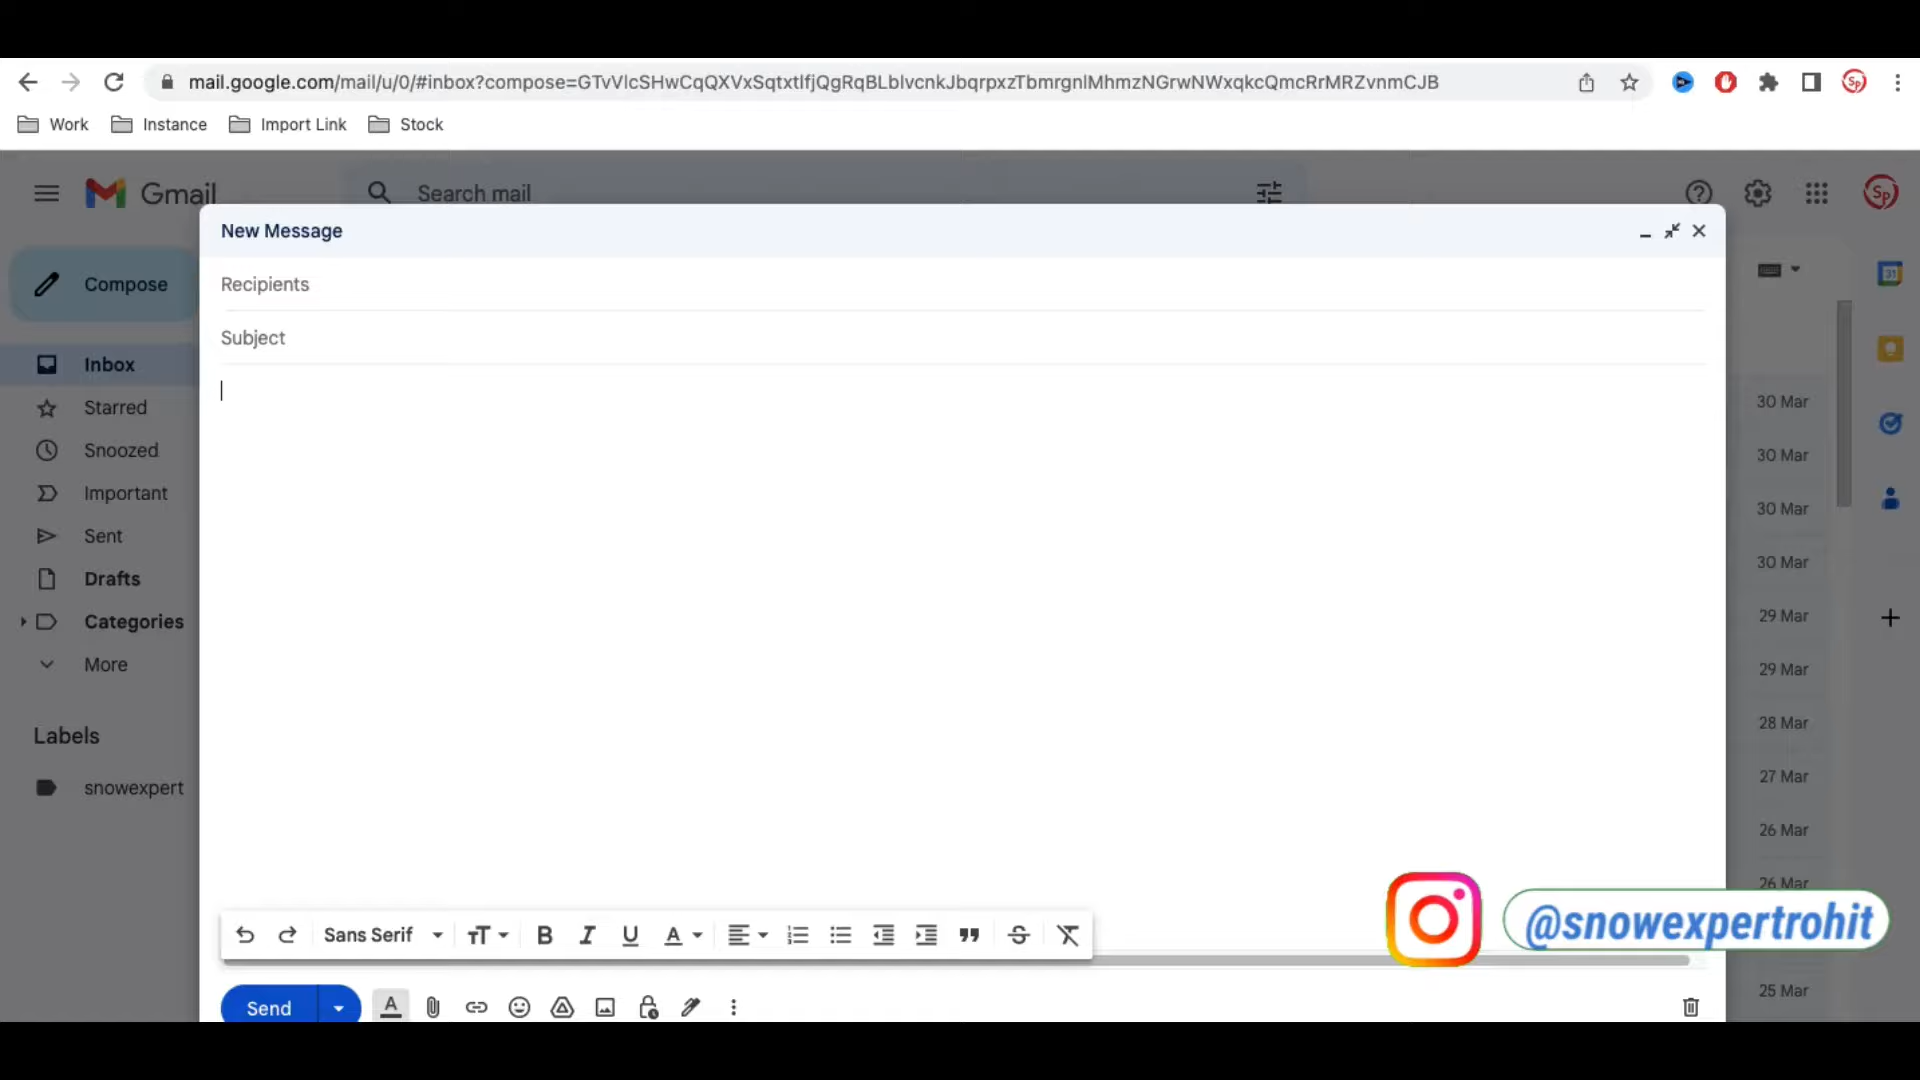 mail.google.com/mail/u/0/#inbox?compose=GTvVlcSHwCqQXVxSqtxtlfjQgRqBLblvcnkJbqrpxzTbmrgnlMhmzNGrwNWxqkcQmcRrMRZvnmCJB
Sp
Work Instance Import Link Stock
Gmail Search mail Sp
New Message
Compose
Recipients
31
Subject
Inbox
30 Mar
Starred
Snoozed
30 Mar
Important
30 Mar
Sent
30 Mar
Drafts
Categories
29 Mar
More
29 Mar
28 Mar
Labels
27 Mar
snowexpert
26 Mar
26 Mar
@snowexpertrohit
Sans Serif
25 Mar
Send